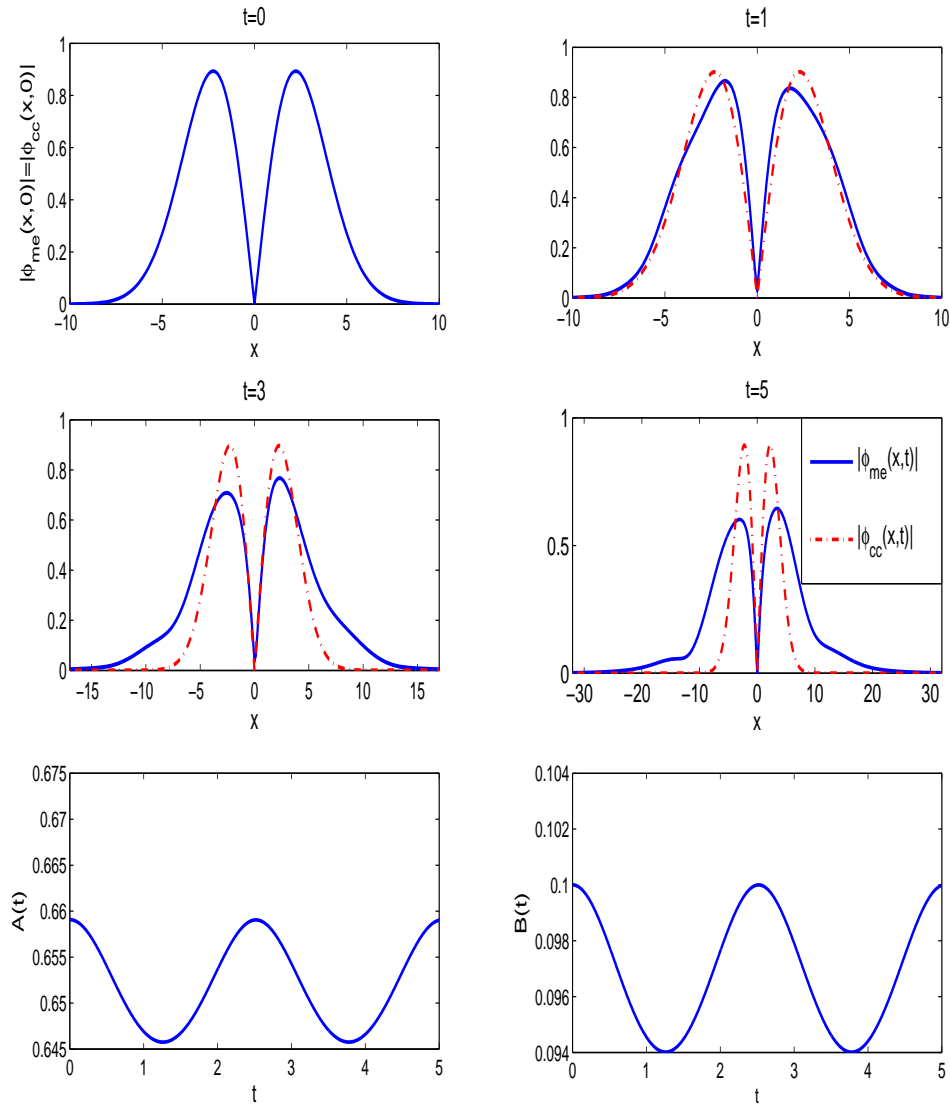 t=0
|ϕme(x,0)|=|ϕcc(x,0)|
1
0.8
0.6
0.4
0.2
0
−10 −5 0 5 10
x
t=1
1
0.8
0.6
0.4
0.2
0
−10 −5 0 5 10
x
t=3
1
0.8
0.6
0.4
0.2
0
−15 −10 −5 0 5 10 15
x
t=5
1
0.5
0
−30 −20 −10 0 10 20 30
x
|ϕme(x,t)|
|ϕcc(x,t)|
A(t)
0.675
0.67
0.665
0.66
0.655
0.65
0.645
0 1 2 3 4 5
t
B(t)
0.104
0.102
0.1
0.098
0.096
0.094
0 1 2 3 4 5
t